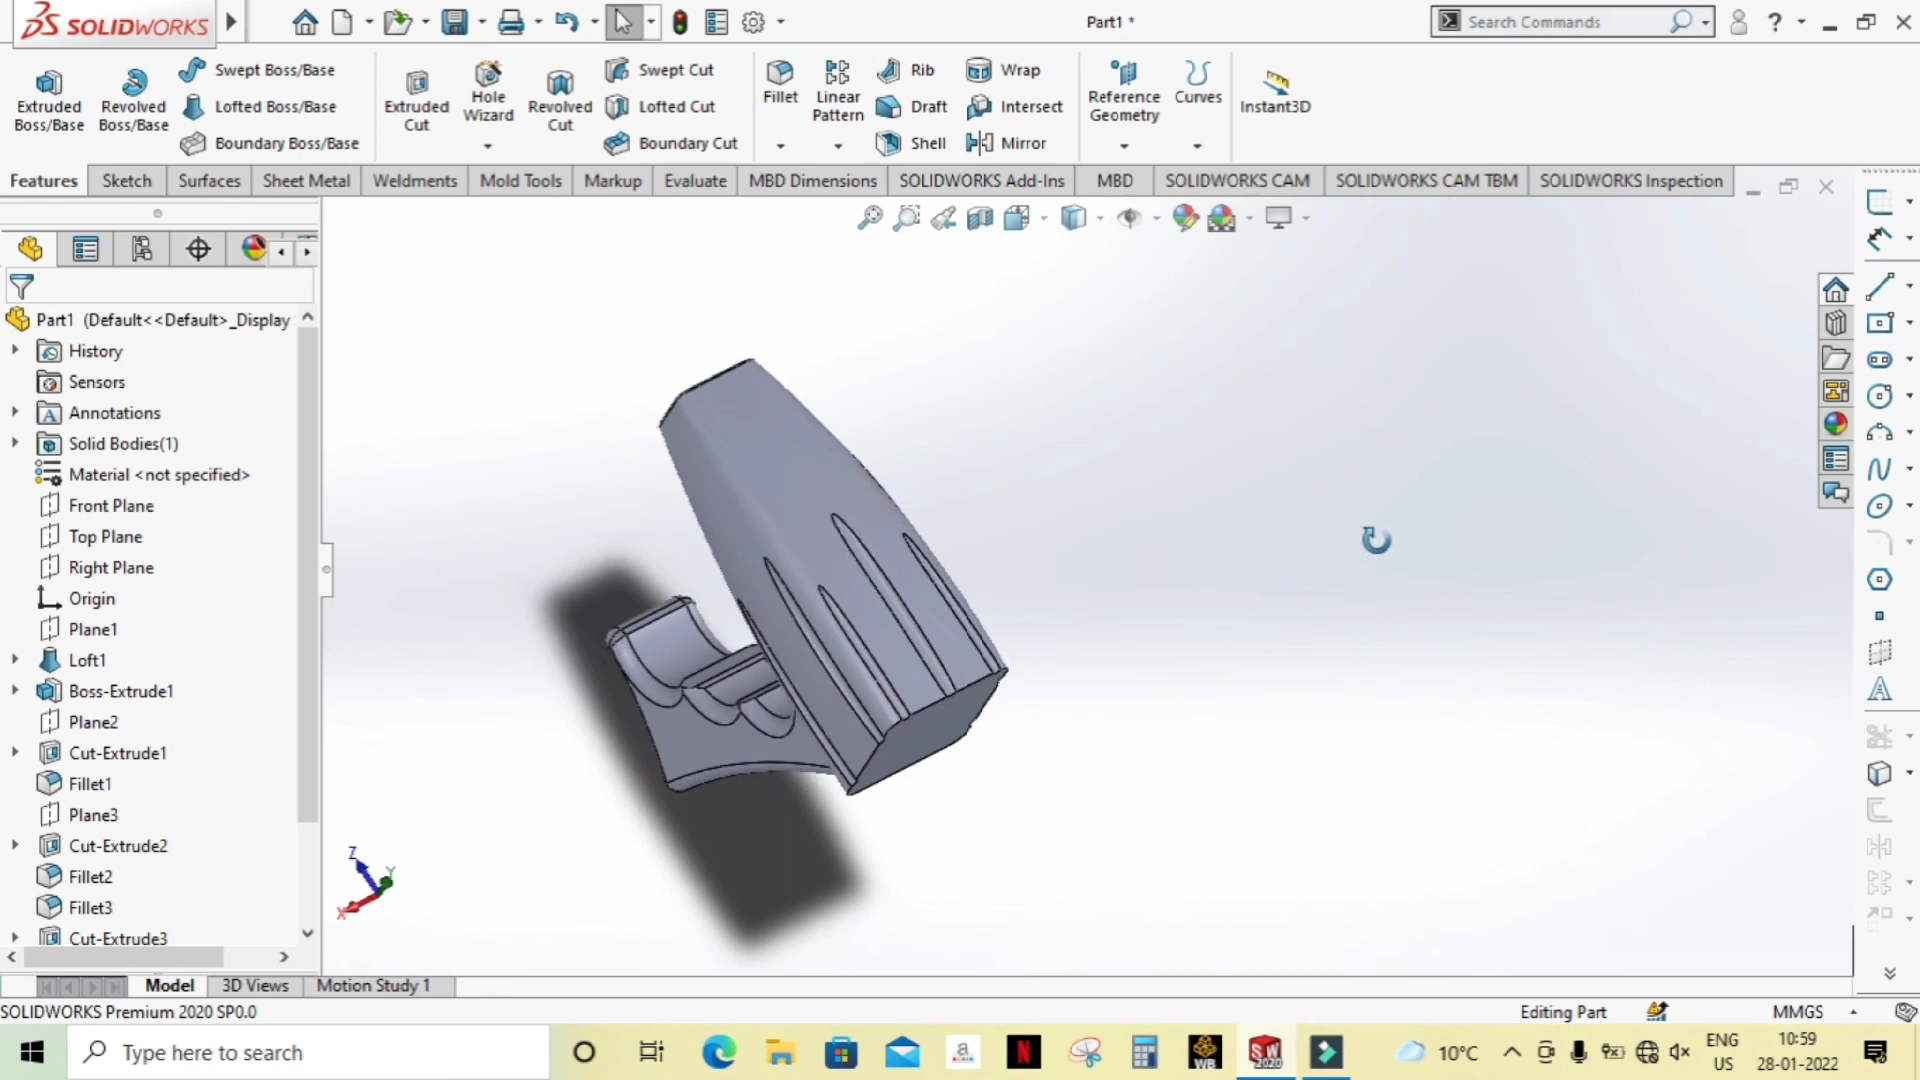 SOLIDWORKS
Part1 *
Search Commands
Extruded Boss/Base
Revolved Boss/Base
Swept Boss/Base
Lofted Boss/Base
Boundary Boss/Base
Extruded Cut
Hole Wizard
Revolved Cut
Swept Cut
Lofted Cut
Boundary Cut
Fillet
Linear Pattern
Rib
Draft
Shell
Wrap
Intersect
Mirror
Reference Geometry
Curves
Instant3D
Features Sketch Surfaces Sheet Metal Weldments Mold Tools Markup Evaluate MBD Dimensions SOLIDWORKS Add-Ins MBD SOLIDWORKS CAM SOLIDWORKS CAM TBM SOLIDWORKS Inspection
Part1 (Default<<Default>_Display
History
Sensors
Annotations
Solid Bodies(1)
Material <not specified>
Front Plane
Top Plane
Right Plane
Origin
Plane1
Loft1
Boss-Extrude1
Plane2
Cut-Extrude1
Fillet1
Plane3
Cut-Extrude2
Fillet2
Fillet3
Cut-Extrude3
Z
Y
X
Model 3D Views Motion Study 1
SOLIDWORKS Premium 2020 SP0.0
Editing Part
MMGS
Type here to search
a
N
WB
SW
2020
10°C
ENG
US
10:59
28-01-2022